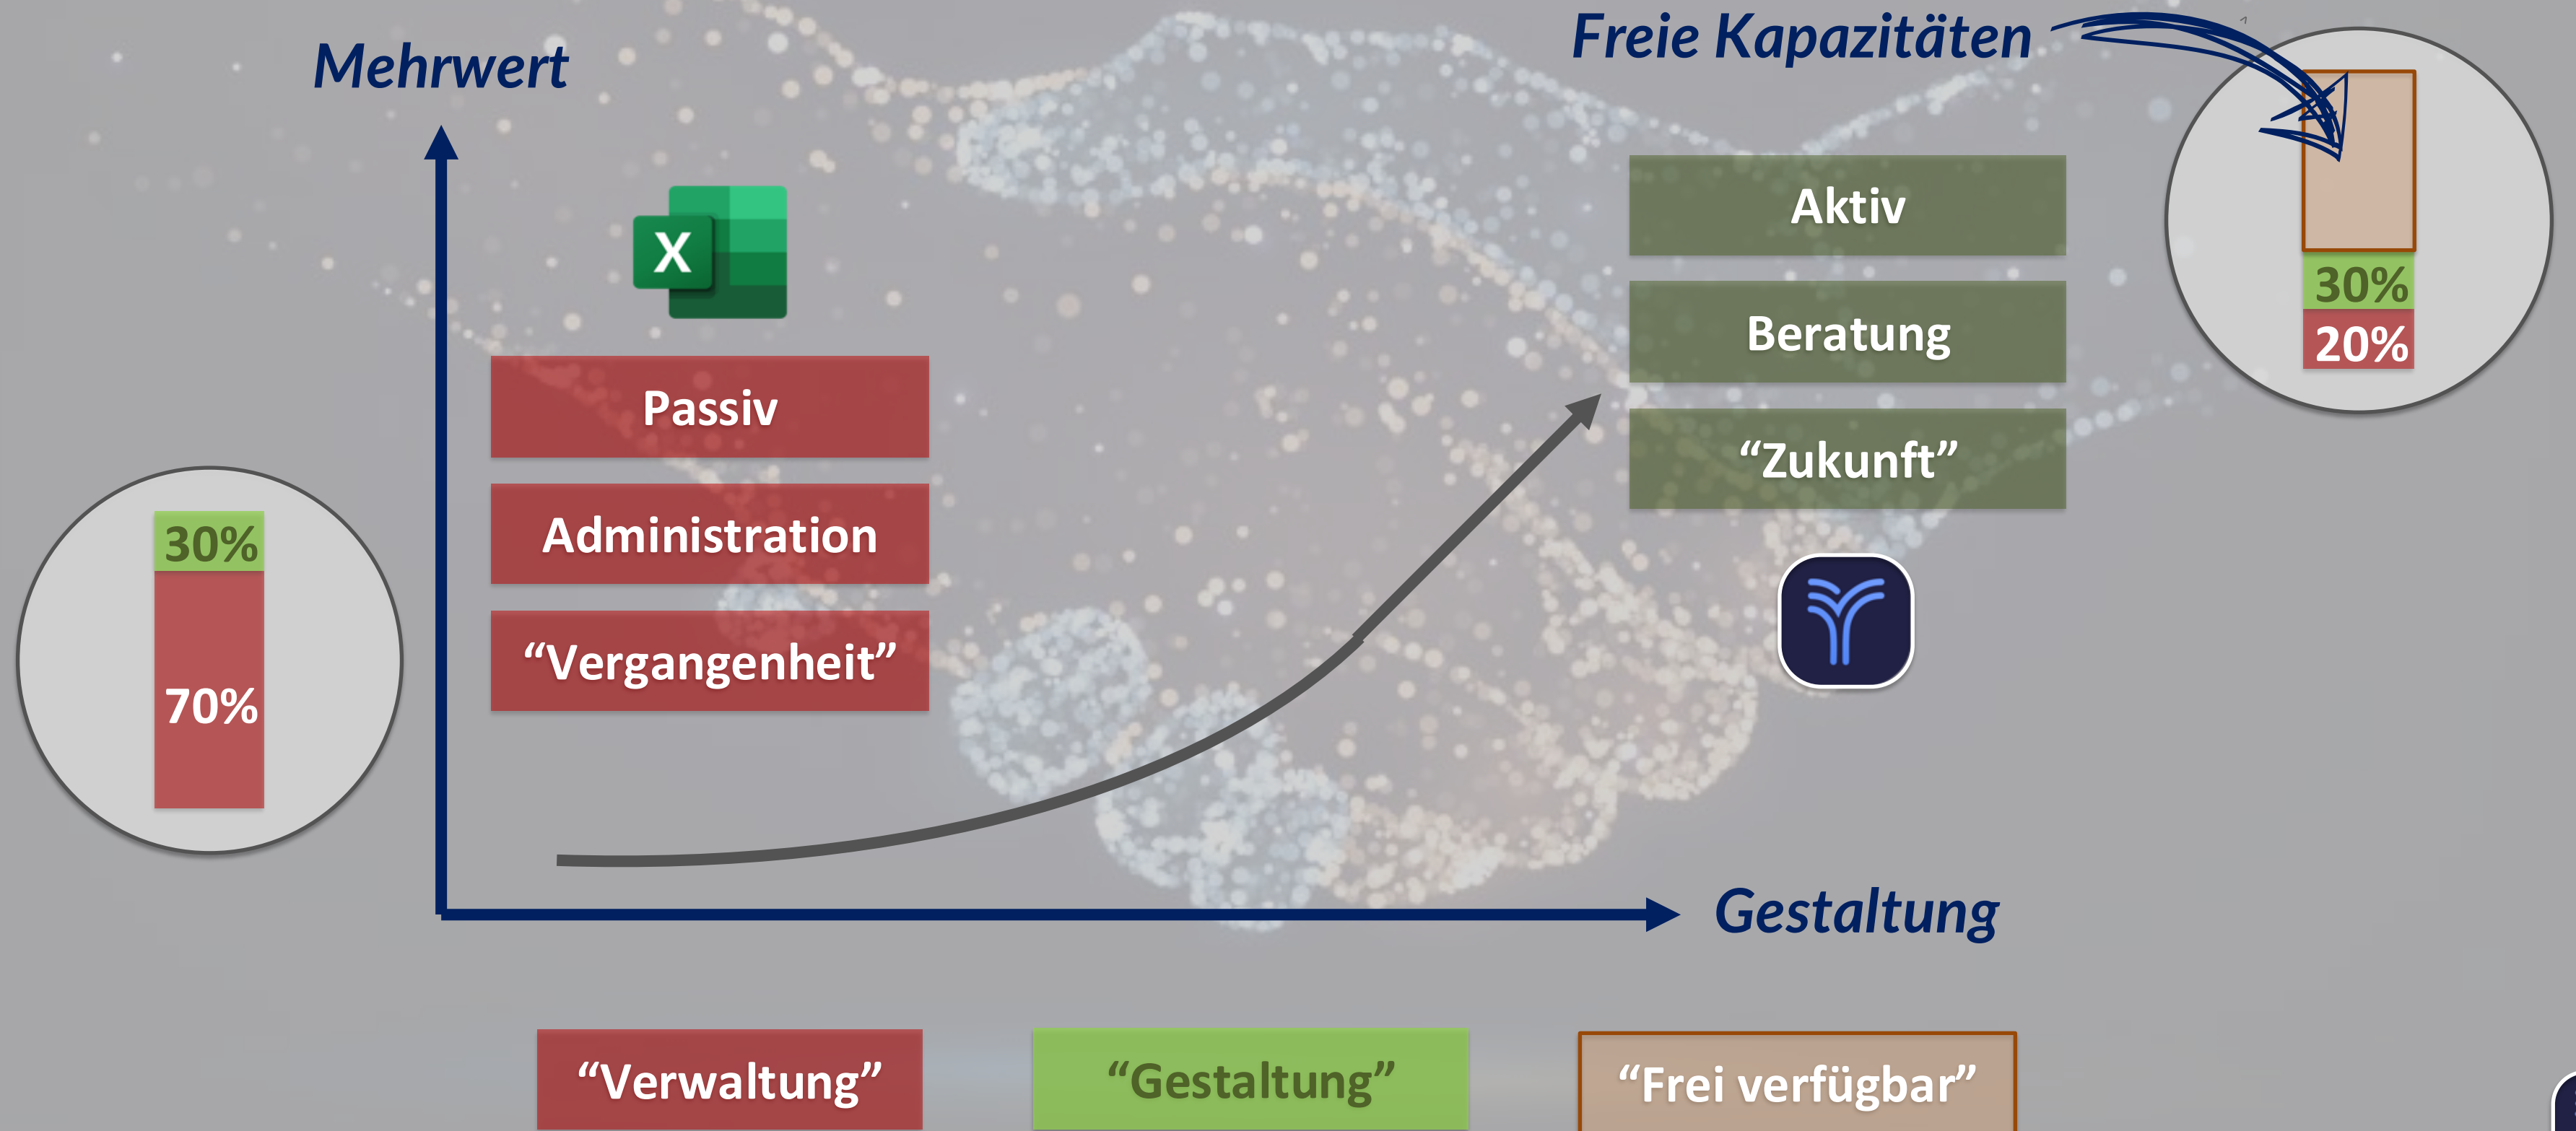 Mehrwert
Freie Kapazitäten
X
Passiv
Administration
“Vergangenheit”
Aktiv
Beratung
“Zukunft”
30%
20%
30%
70%
Gestaltung
“Verwaltung”
“Gestaltung”
“Frei verfügbar”